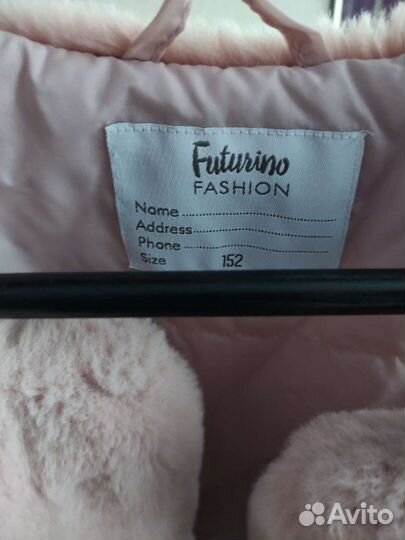 Futurino
FASHION
Name
Address
Phone
Size 152
Avito